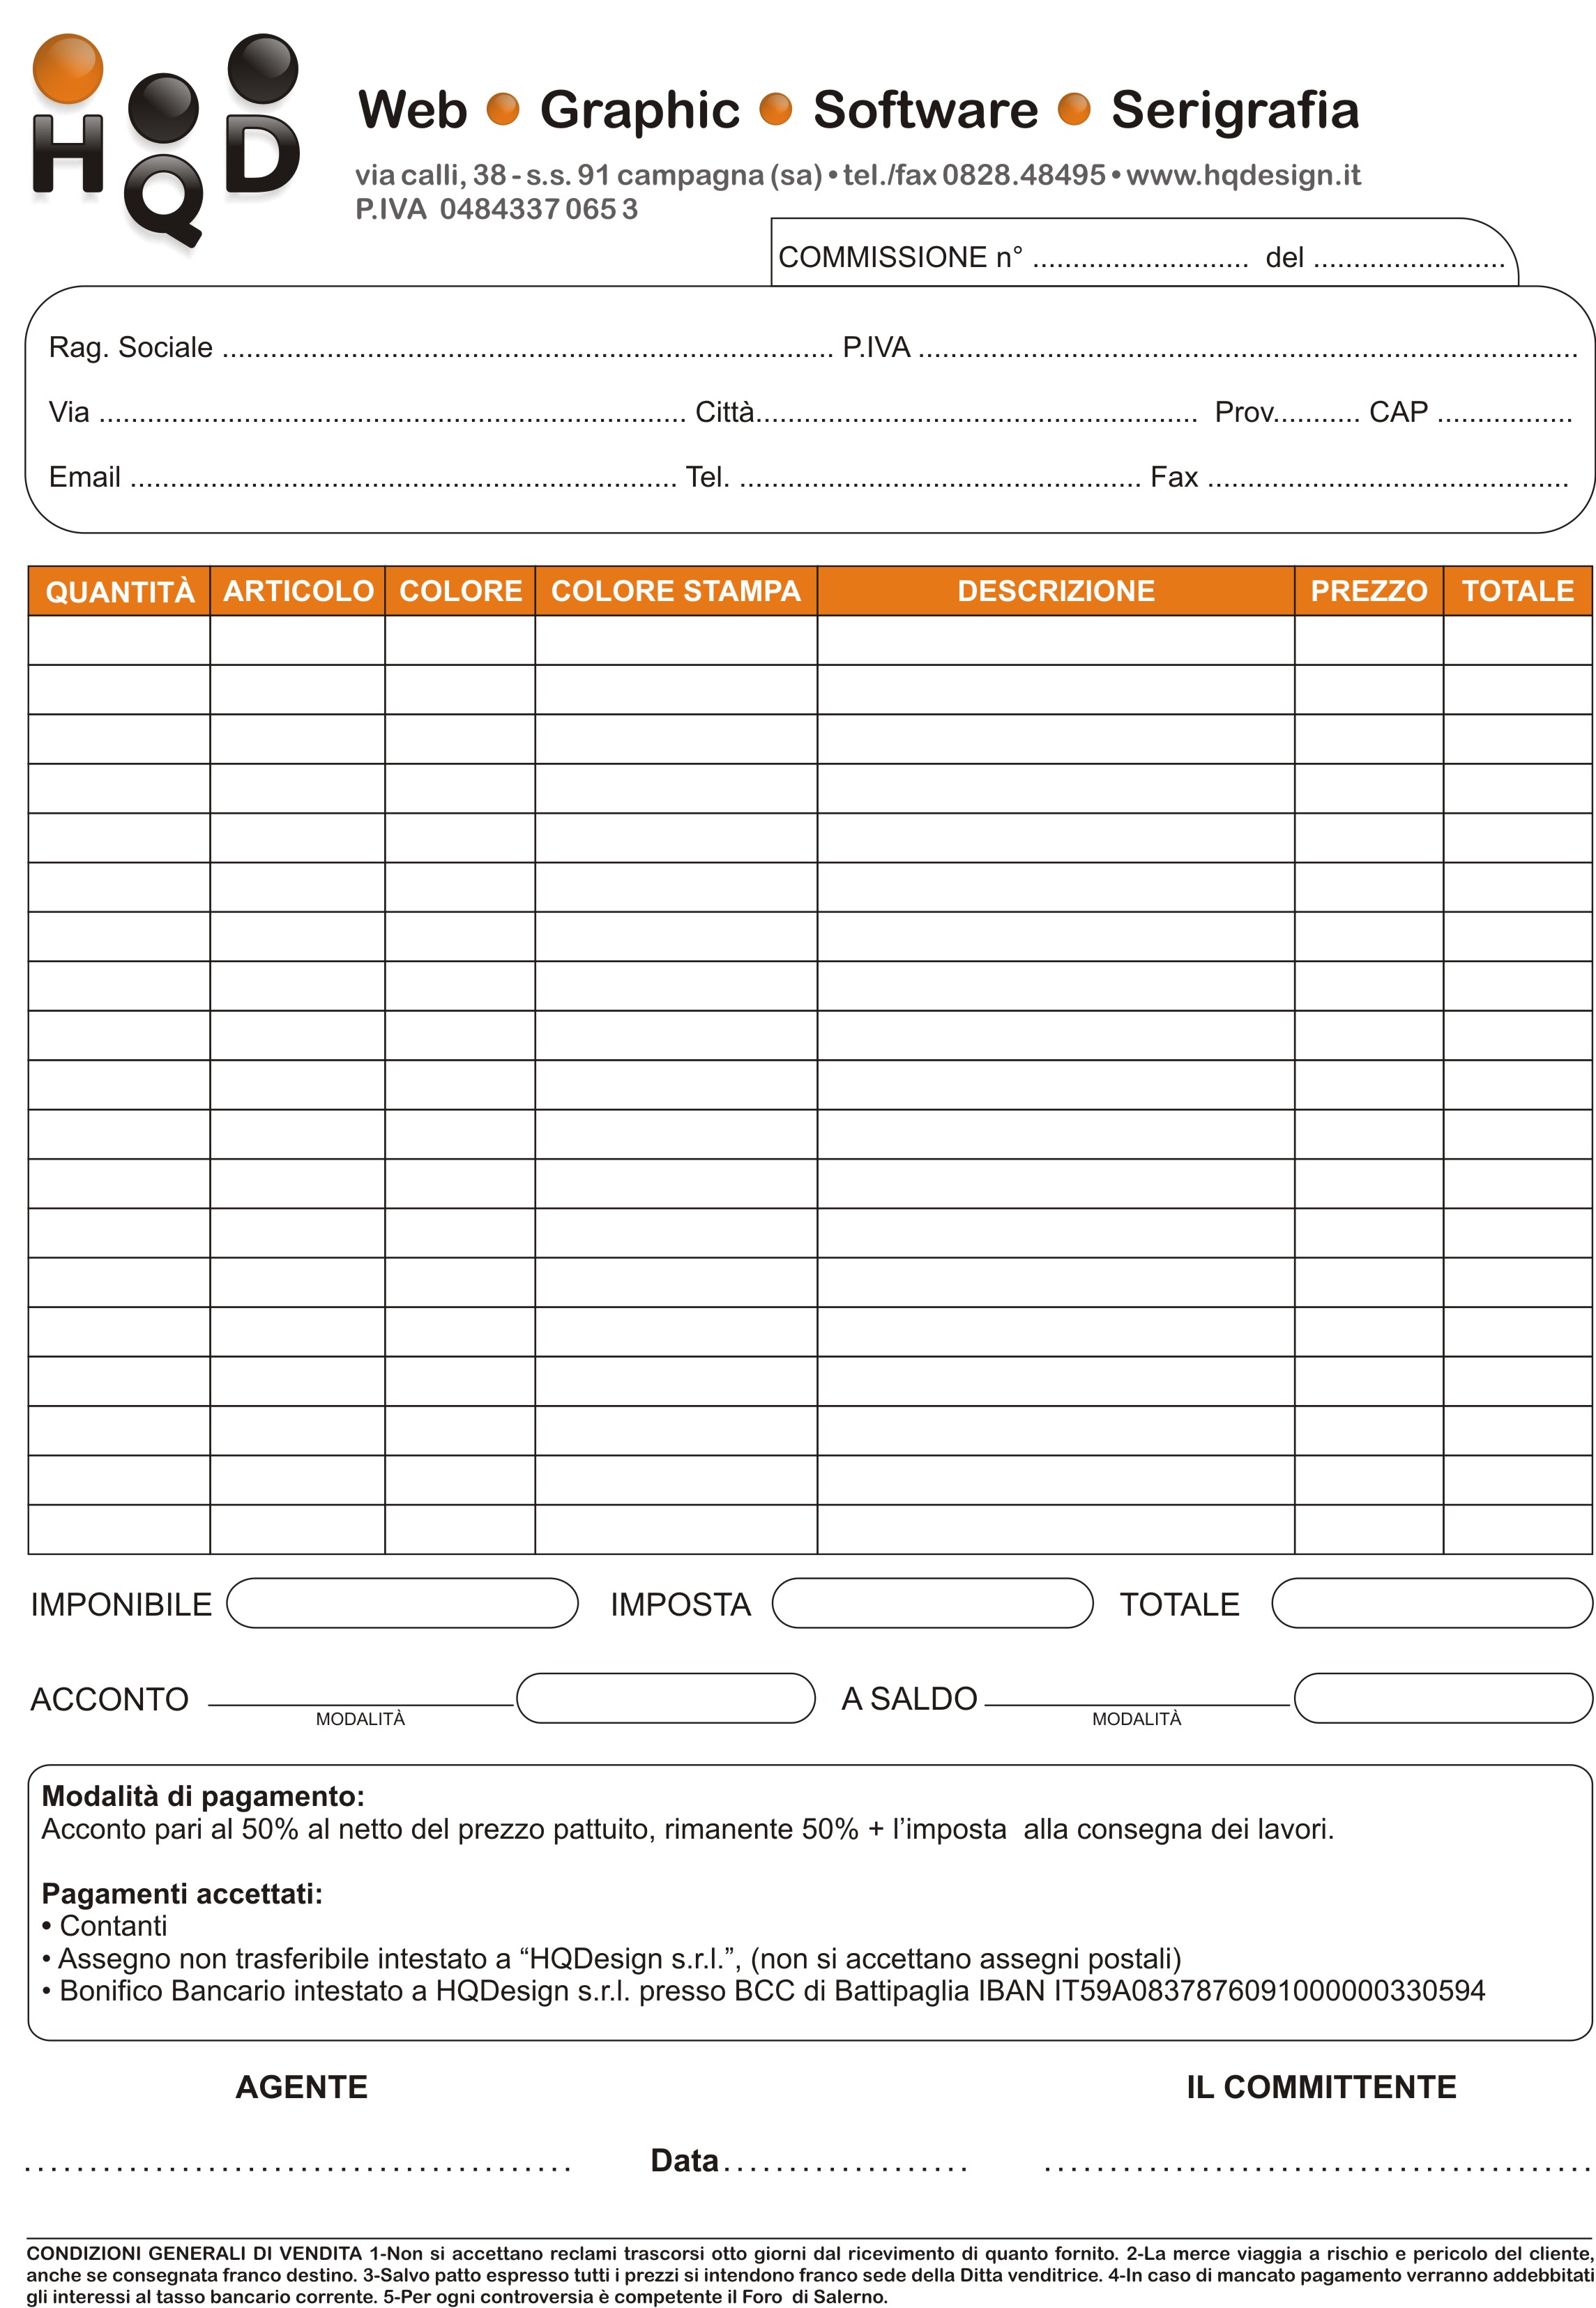 HQD
Web • Graphic • Software • Serigrafia
via calli, 38 - s.s. 91 campagna (sa) • tel./fax 0828.48495 • www.hqdesign.it
P.IVA 04843370653
COMMISSIONE n° ........................... del ........................
Rag. Sociale ............................................................................ P.IVA ..................................................................................
Via ......................................................................... Città....................................................... Prov........... CAP .................
Email .................................................................... Tel. .................................................. Fax .............................................
QUANTITÀ ARTICOLO COLORE COLORE STAMPA DESCRIZIONE PREZZO TOTALE
IMPONIBILE IMPOSTA TOTALE
ACCONTO A SALDO
MODALITÀ MODALITÀ
Modalità di pagamento:
Acconto pari al 50% al netto del prezzo pattuito, rimanente 50% + l’imposta alla consegna dei lavori.
Pagamenti accettati:
• Contanti
• Assegno non trasferibile intestato a “HQDesign s.r.l.”, (non si accettano assegni postali)
• Bonifico Bancario intestato a HQDesign s.r.l. presso BCC di Battipaglia IBAN IT59A0837876091000000330594
AGENTE IL COMMITTENTE
.......................................... Data................... ..........................................
CONDIZIONI GENERALI DI VENDITA 1-Non si accettano reclami trascorsi otto giorni dal ricevimento di quanto fornito. 2-La merce viaggia a rischio e pericolo del cliente,
anche se consegnata franco destino. 3-Salvo patto espresso tutti i prezzi si intendono franco sede della Ditta venditrice. 4-In caso di mancato pagamento verranno addebbitati
gli interessi al tasso bancario corrente. 5-Per ogni controversia è competente il Foro di Salerno.